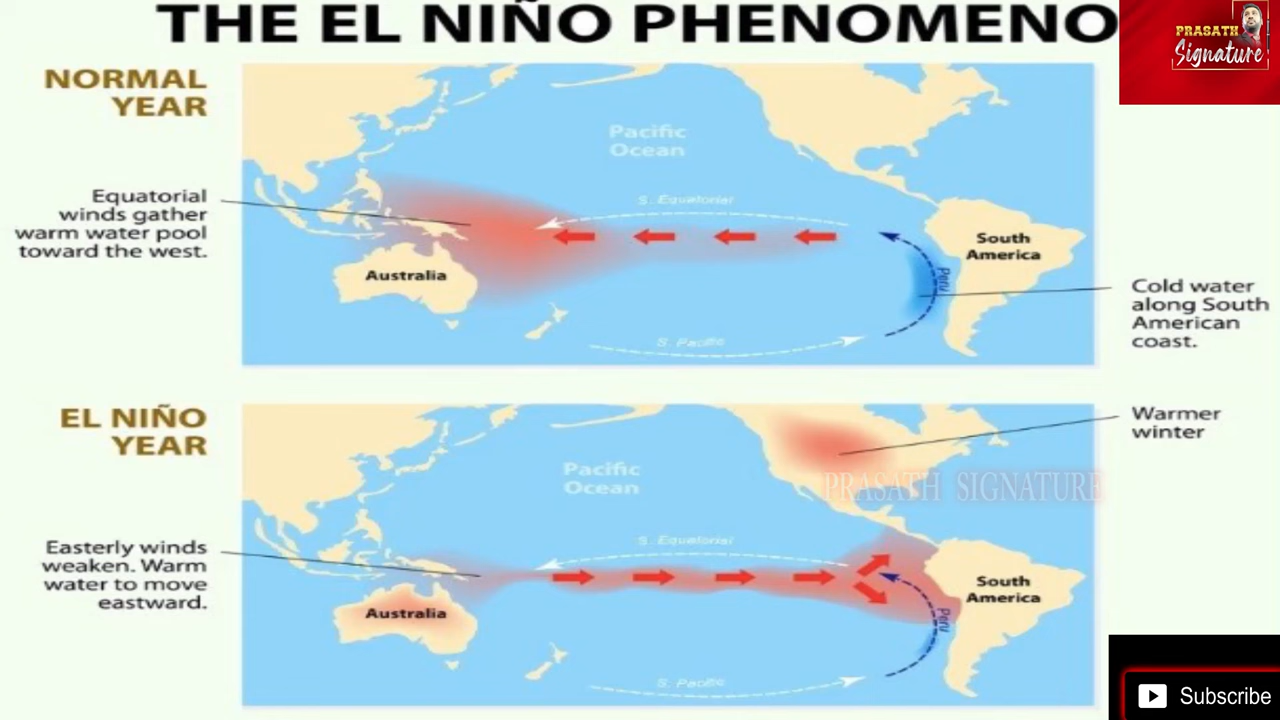 THE EL NIÑO PHENOMENO
PRASATH
Signature
NORMAL
YEAR
Pacific
Ocean
Equatorial
winds gather
warm water pool
toward the west.
S. Equatorial
South
America
Australia
Peru
Cold water
along South
American
coast.
S. Pacific
EL NIÑO
YEAR
Warmer
winter
Pacific
Ocean
PRASATH SIGNATURE
Easterly winds
weaken. Warm
water to move
eastward.
S. Equatorial
South
America
Australia
Peru
S. Pacific
Subscribe